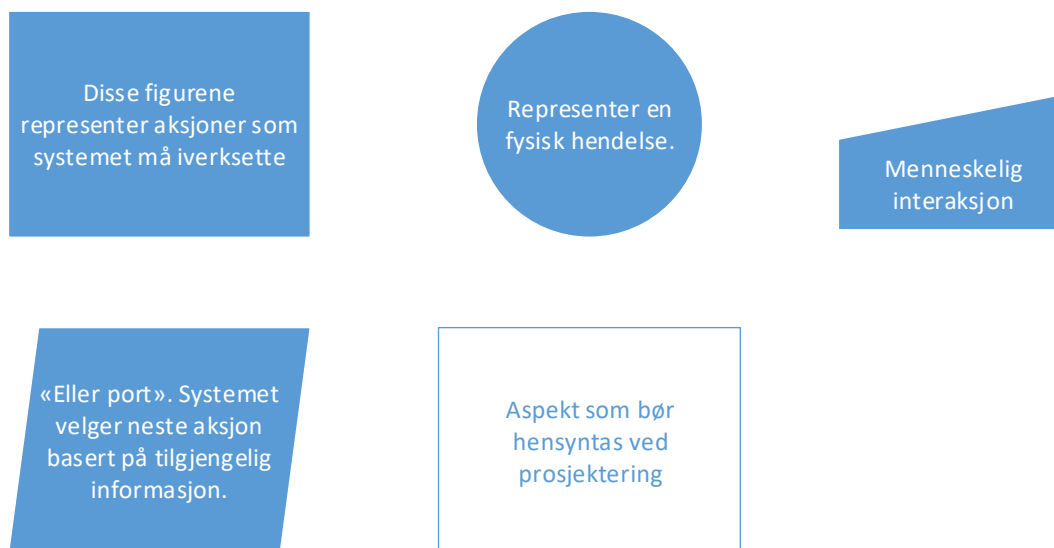 Disse figurene
representer aksjoner som
systemet må iverksette
Representer en
fysisk hendelse.
Menneskelig
interaksjon
«Eller port». Systemet
velger neste aksjon
basert på tilgjengelig
informasjon.
Aspekt som bør
hensyntas ved
prosjektering